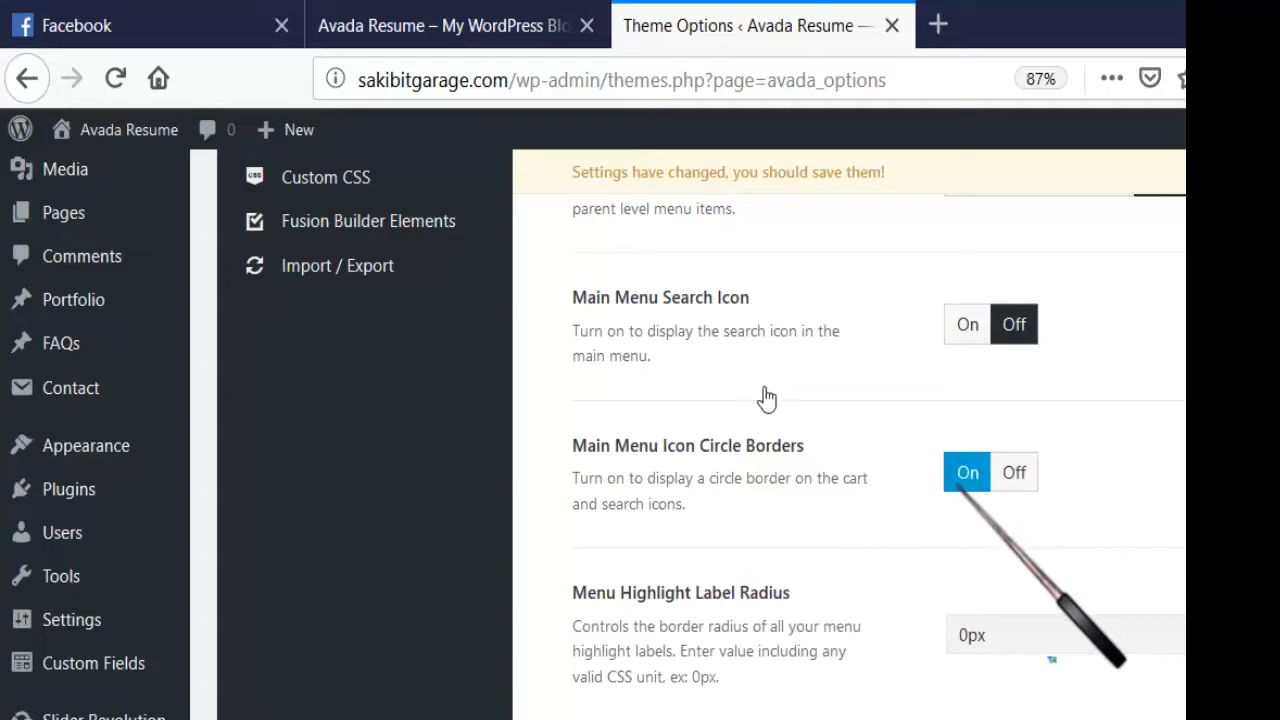 Facebook
Avada Resume – My WordPress Blo
Theme Options ‹ Avada Resume —
sakibitgarage.com/wp-admin/themes.php?page=avada_options
87%
Avada Resume
0
New
Media
Pages
Comments
Portfolio
FAQs
Contact
Appearance
Plugins
Users
Tools
Settings
Custom Fields
Slider Revolution
CSS
Custom CSS
Fusion Builder Elements
Import / Export
Settings have changed, you should save them!
parent level menu items.
Main Menu Search Icon
Turn on to display the search icon in the
main menu.
On Off
Main Menu Icon Circle Borders
Turn on to display a circle border on the cart
and search icons.
On Off
Menu Highlight Label Radius
Controls the border radius of all your menu
highlight labels. Enter value including any
valid CSS unit, ex: 0px.
0px